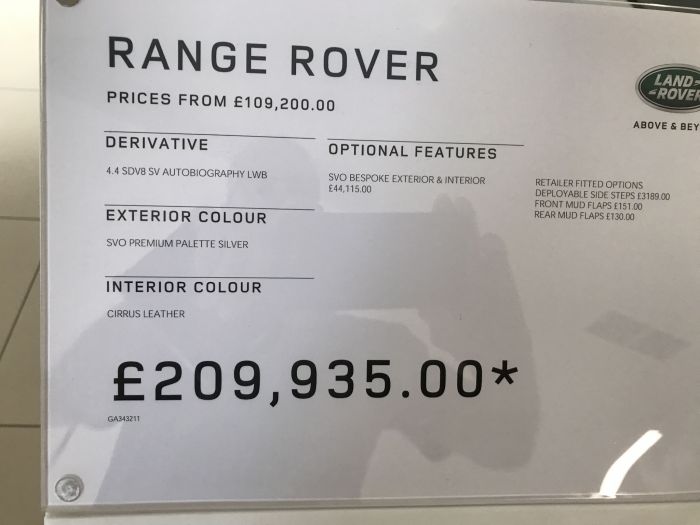 RANGE ROVER
PRICES FROM £109,200.00
LAND-
-ROVER
ABOVE & BEY
DERIVATIVE
4.4 SDV8 SV AUTOBIOGRAPHY LWB
EXTERIOR COLOUR
SVO PREMIUM PALETTE SILVER
INTERIOR COLOUR
CIRRUS LEATHER
OPTIONAL FEATURES
SVO BESPOKE EXTERIOR & INTERIOR
£44,115.00
RETAILER FITTED OPTIONS
DEPLOYABLE SIDE STEPS £3189.00
FRONT MUD FLAPS £151.00
REAR MUD FLAPS £130.00
£209,935.00*
GA343211